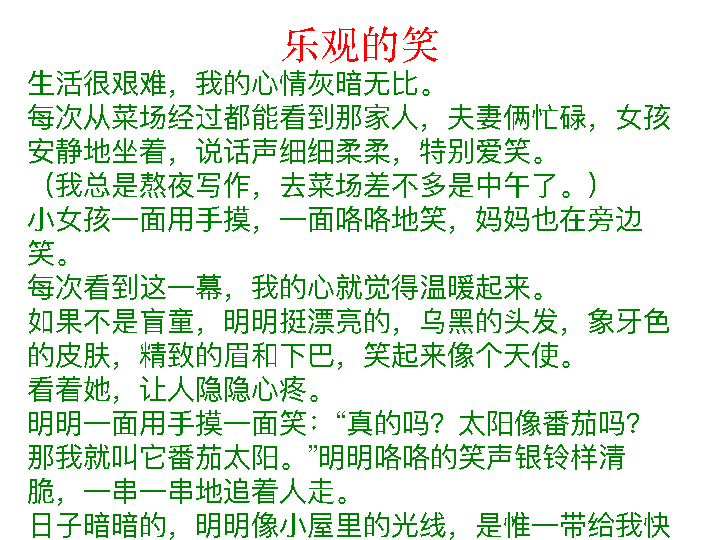 乐观的笑
生活很艰难，我的心情灰暗无比。
每次从菜场经过都能看到那家人，夫妻俩忙碌，女孩
安静地坐着，说话声细细柔柔，特别爱笑。
（我总是熬夜写作，去菜场差不多是中午了。）
小女孩一面用手摸，一面咯咯地笑，妈妈也在旁边
笑。
每次看到这一幕，我的心就觉得温暖起来。
如果不是盲童，明明挺漂亮的，乌黑的头发，象牙色
的皮肤，精致的眉和下巴，笑起来像个天使。
看着她，让人隐隐心疼。
明明一面用手摸一面笑：“真的吗？太阳像番茄吗？
那我就叫它番茄太阳。”明明咯咯的笑声银铃样清
脆，一串一串地追着人走。
日子暗暗的，明明像小屋里的光线，是惟一带给我快